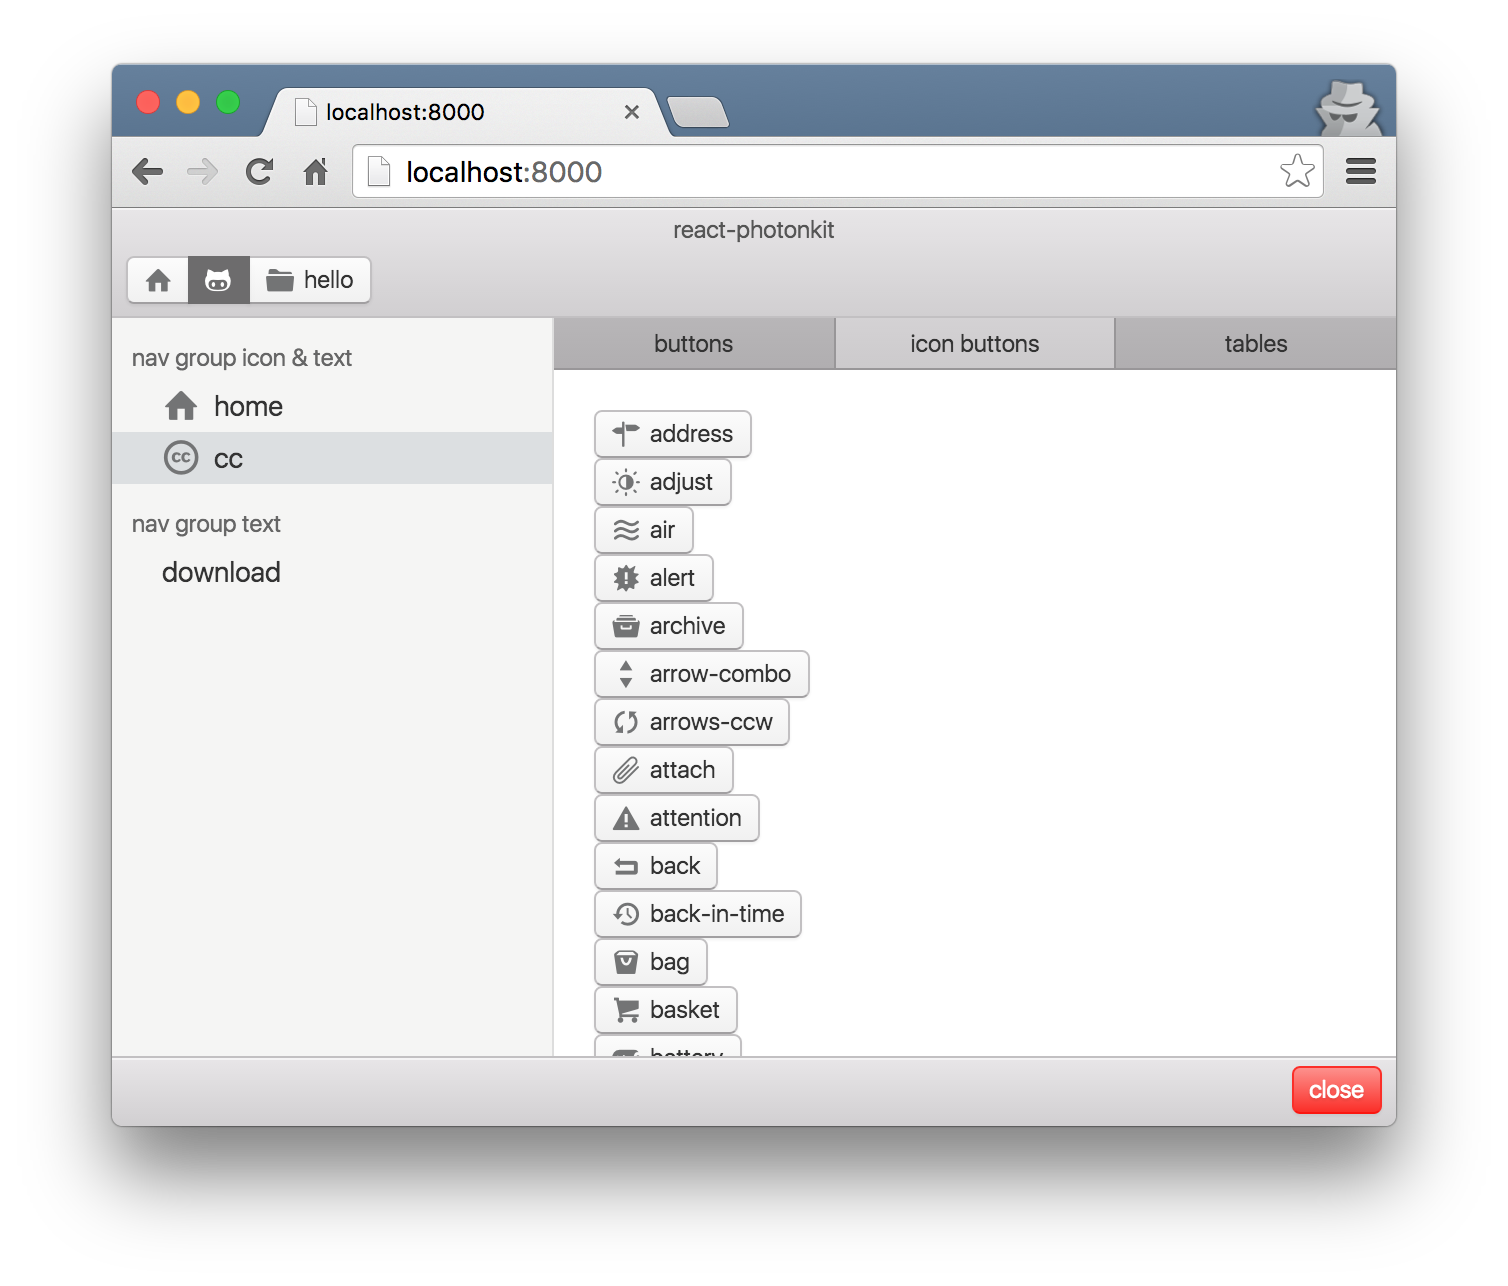 localhost:8000
localhost:8000
react-photonkit
hello
nav group icon & text
home
cc cc
nav group text
download
buttons icon buttons tables
address
adjust
air
alert
archive
arrow-combo
arrows-ccw
attach
attention
back
back-in-time
bag
basket
battery
close